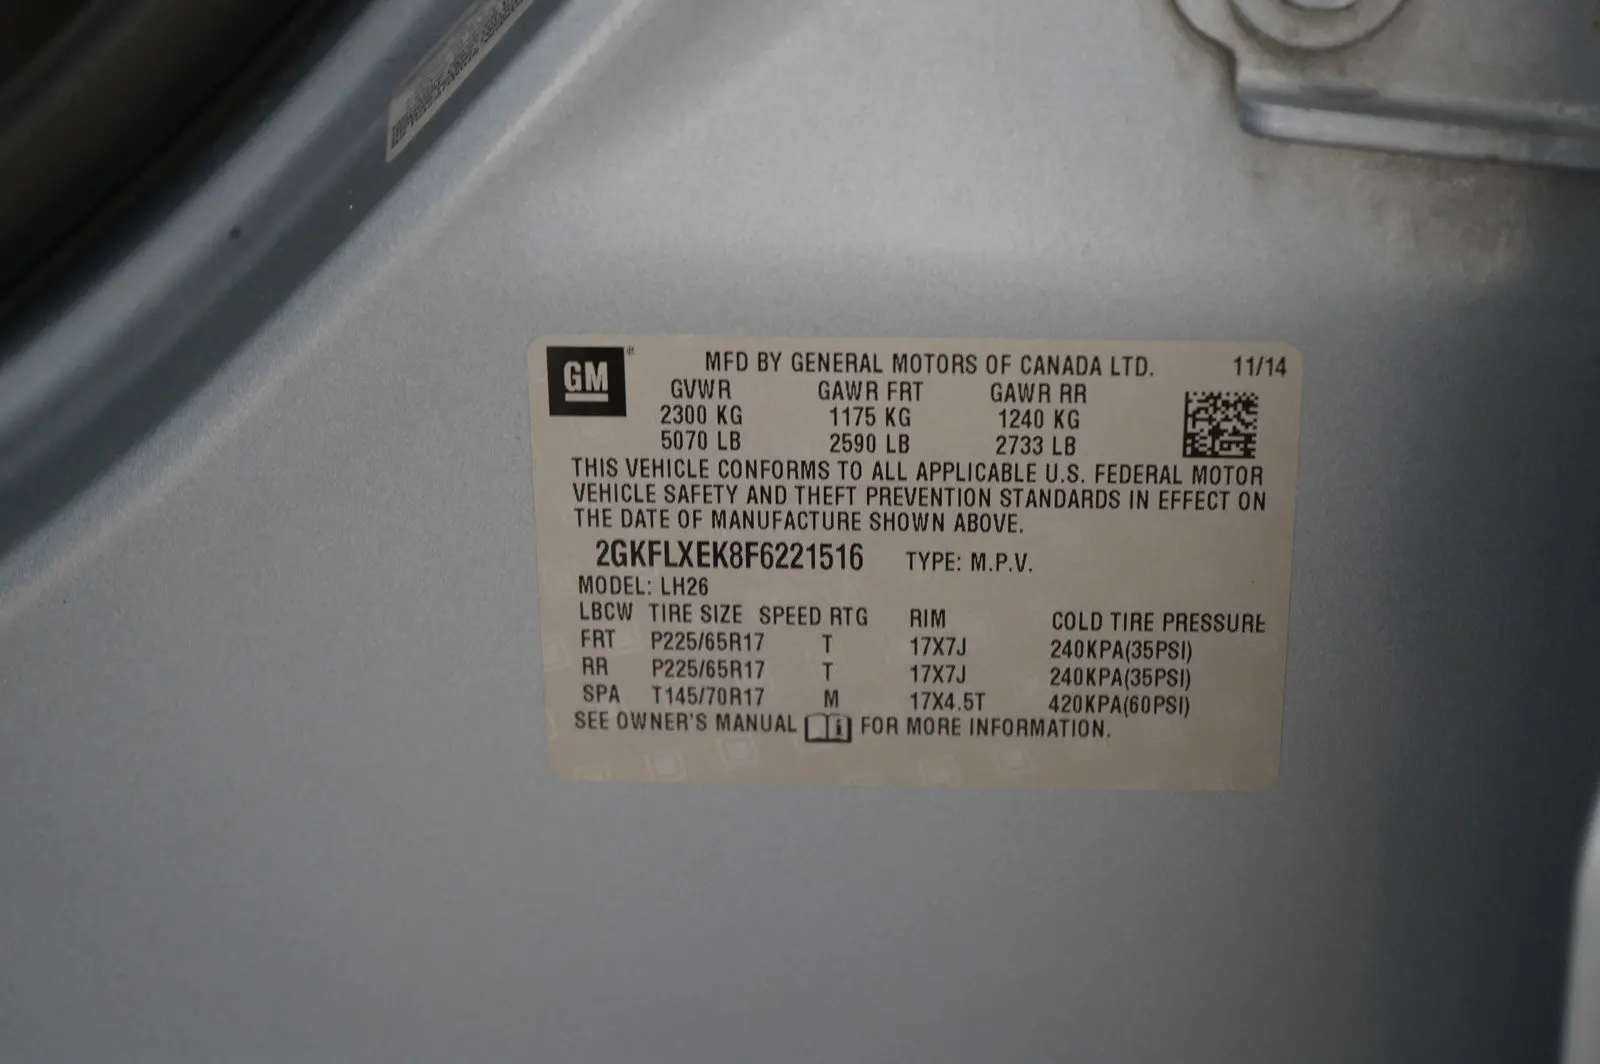 GM® MFD BY GENERAL MOTORS OF CANADA LTD. 11/14
GVWR GAWR FRT GAWR RR
2300 KG 1175 KG 1240 KG
5070 LB 2590 LB 2733 LB
THIS VEHICLE CONFORMS TO ALL APPLICABLE U.S. FEDERAL MOTOR
VEHICLE SAFETY AND THEFT PREVENTION STANDARDS IN EFFECT ON
THE DATE OF MANUFACTURE SHOWN ABOVE.
2GKFLXEK8F6221516 TYPE: M.P.V.
MODEL: LH26
LBCW TIRE SIZE SPEED RTG RIM COLD TIRE PRESSURE
FRT P225/65R17 T 17X7J 240KPA(35PSI)
RR P225/65R17 T 17X7J 240KPA(35PSI)
SPA T145/70R17 M 17X4.5T 420KPA(60PSI)
SEE OWNER'S MANUAL i FOR MORE INFORMATION.